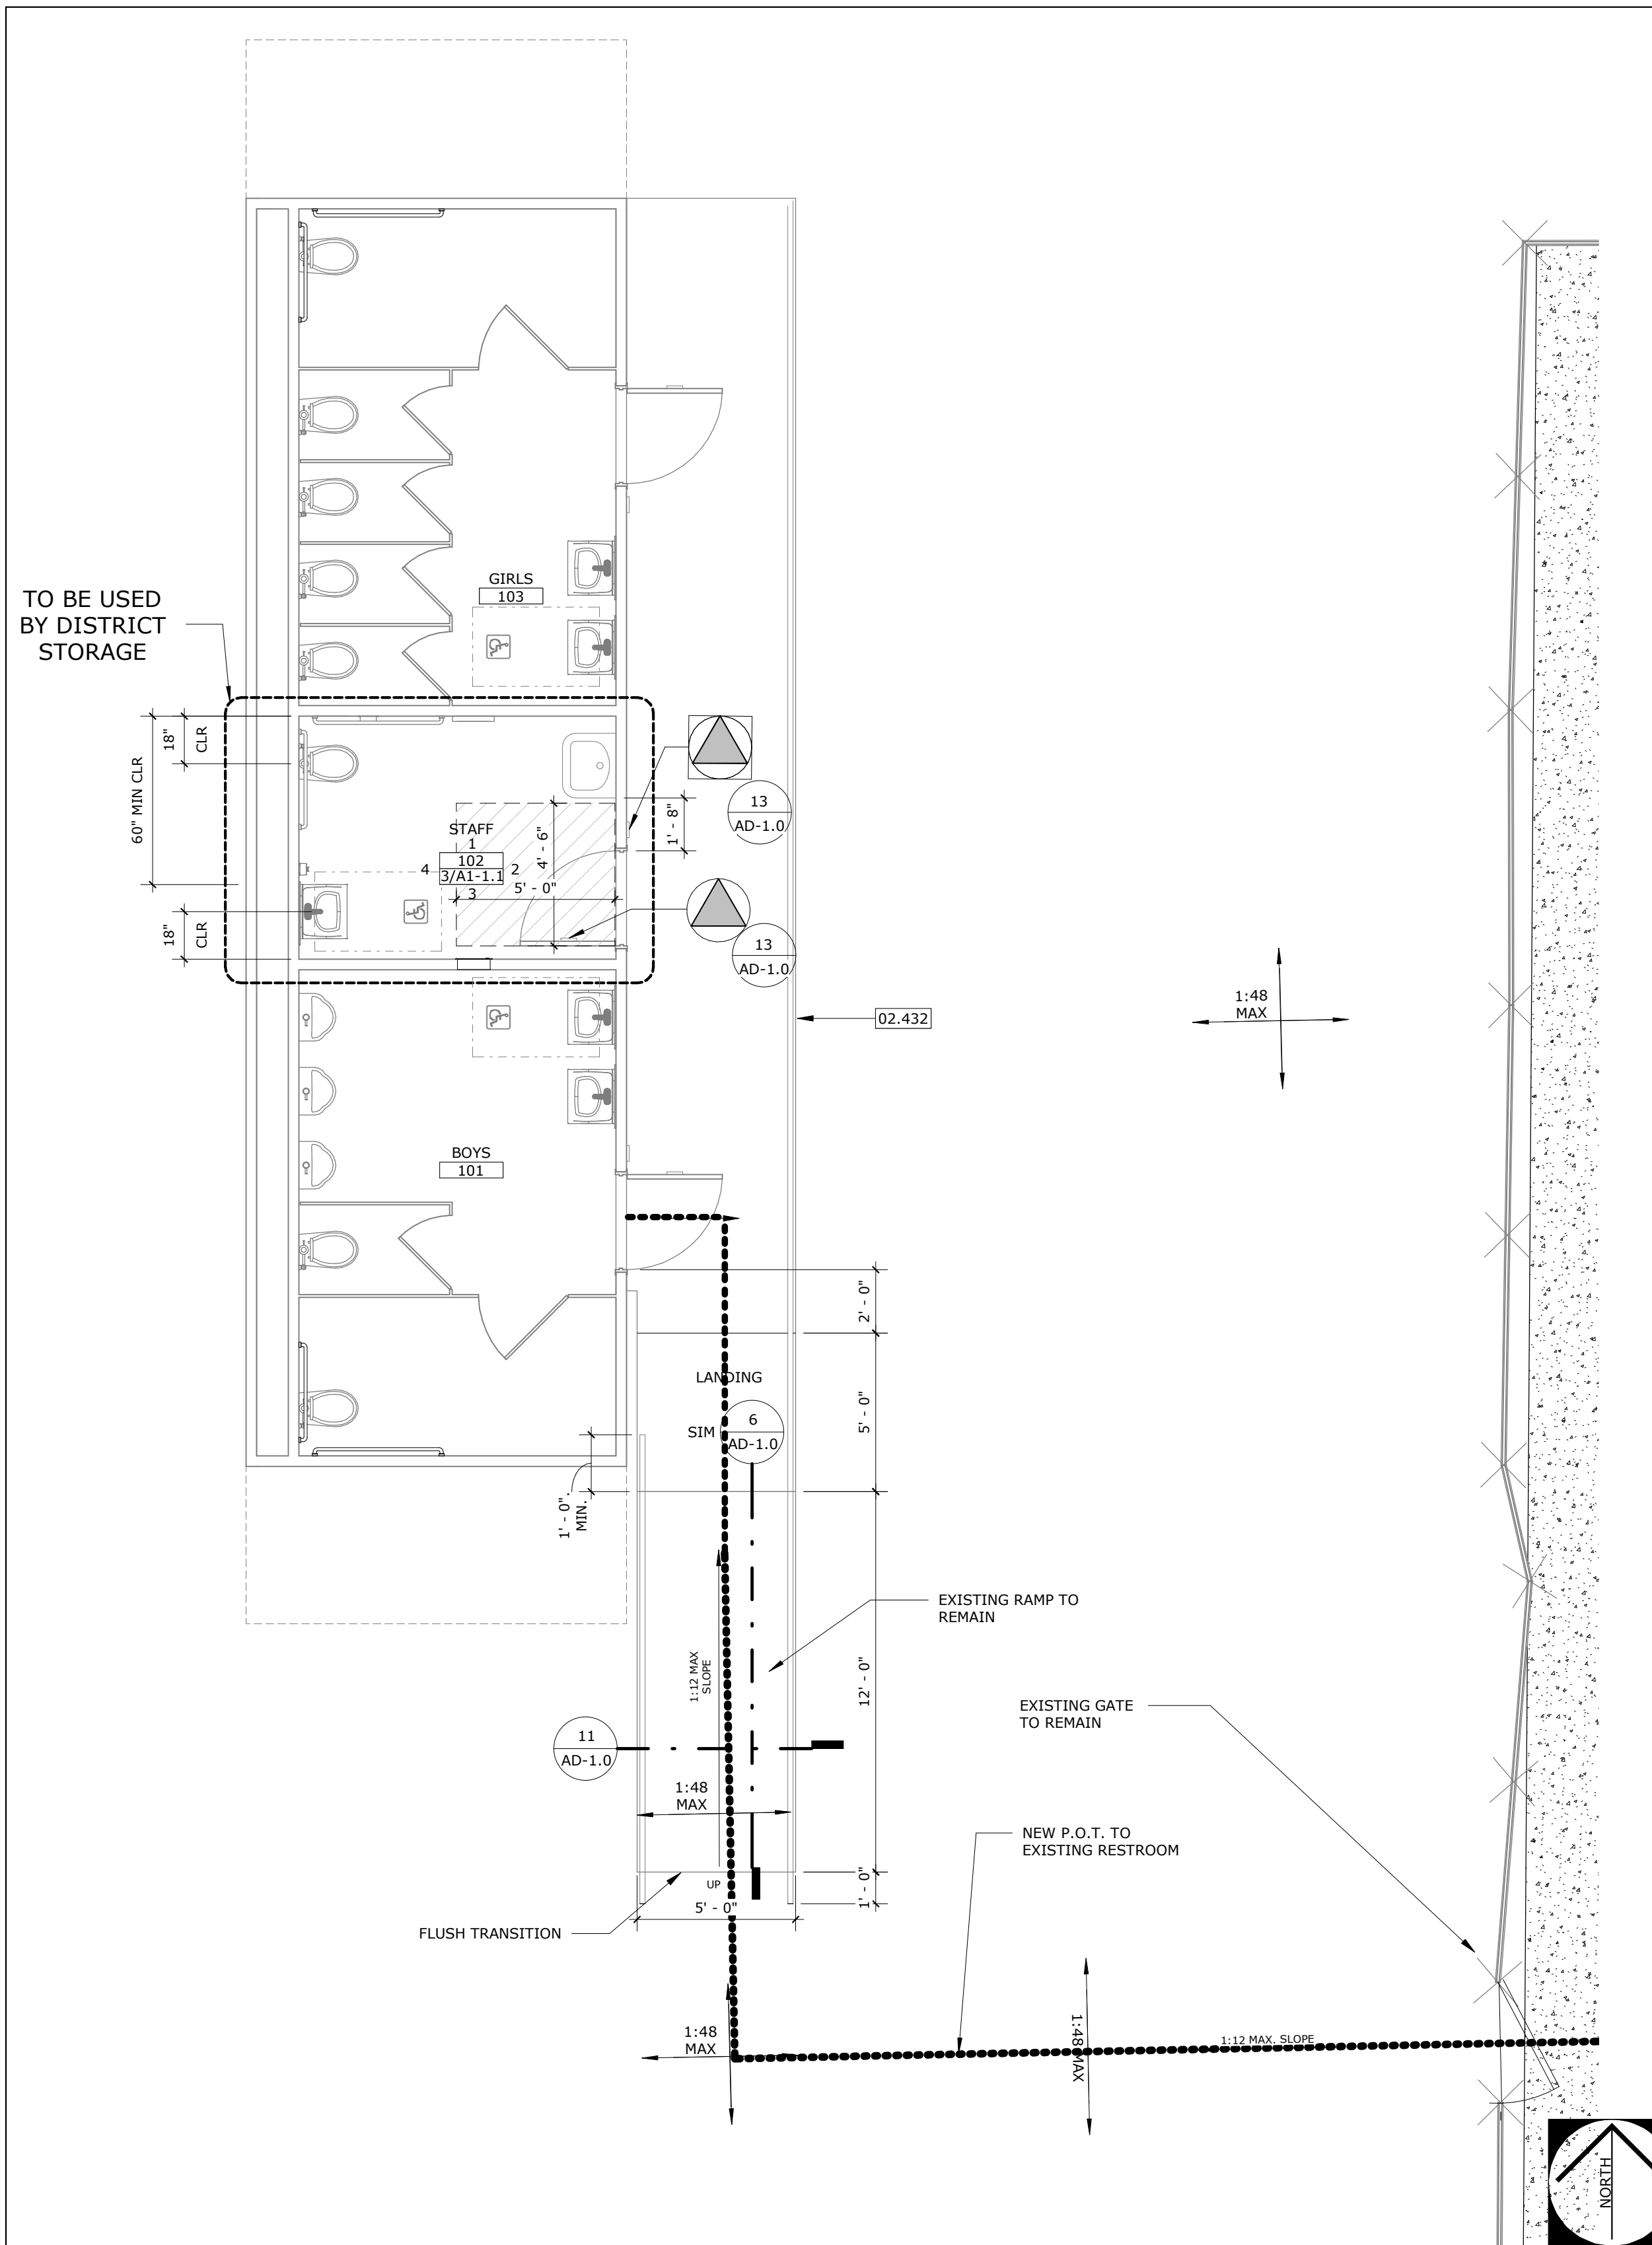 GIRLS
103
TO BE USED
BY DISTRICT
STORAGE
18"
CLR
60" MIN CLR
18"
CLR
STAFF
1
102
3/A1-1.1
4
2
3
4' - 6"
5' - 0"
1' - 8"
13
AD-1.0
13
AD-1.0
02.432
1:48
MAX
BOYS
101
2' - 0"
LANDING
5' - 0"
SIM
6
AD-1.0
1' - 0".
MIN.
1:12 MAX
SLOPE
EXISTING RAMP TO
REMAIN
12' - 0"
EXISTING GATE
TO REMAIN
11
AD-1.0
1:48
MAX
NEW P.O.T. TO
EXISTING RESTROOM
UP
1' - 0"
5' - 0"
FLUSH TRANSITION
1:48
MAX
1:48 MAX
1:12 MAX. SLOPE
NORTH